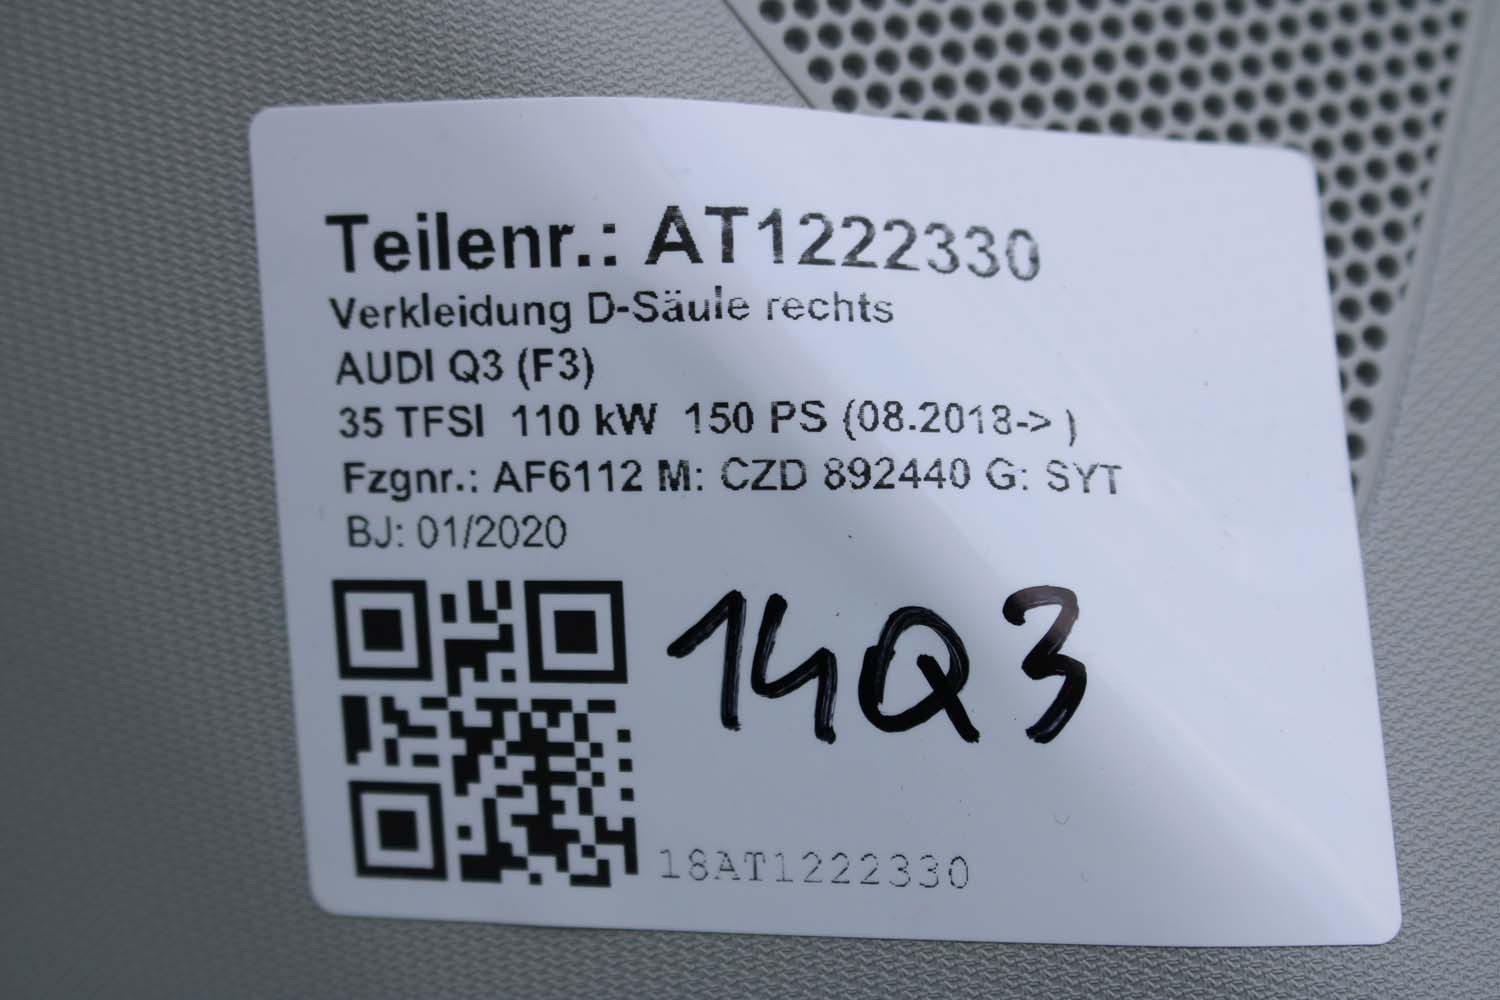 Teilenr.: AT1222330
Verkleidung D-Säule rechts
AUDI Q3 (F3)
35 TFSI 110 kW 150 PS (08.2018-> )
Fzgnr.: AF6112 M: CZD 892440 G: SYT
BJ: 01/2020
14Q3
18AT1222330